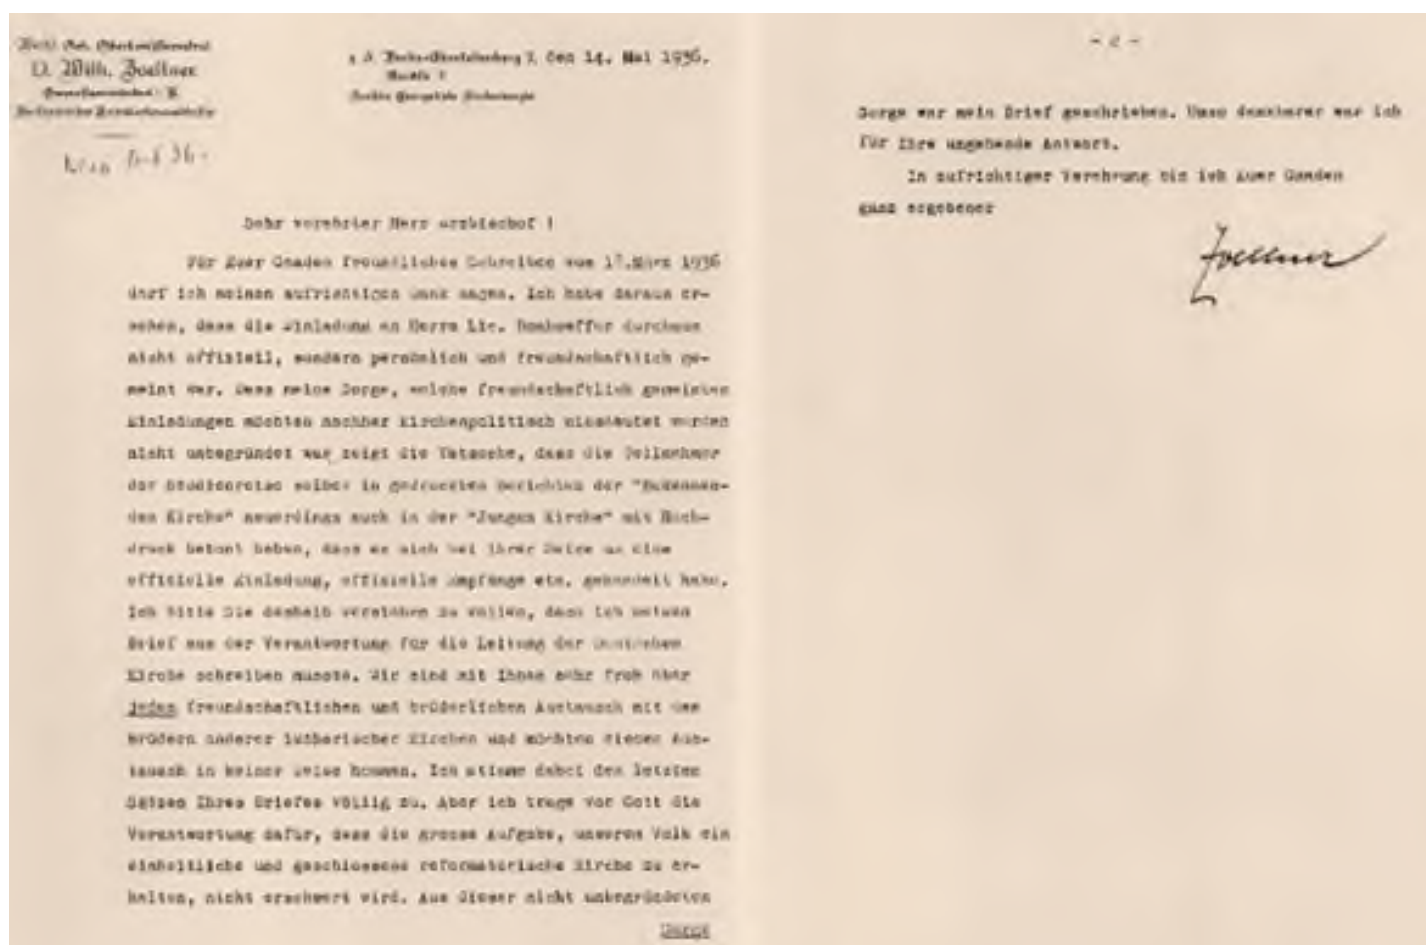 D. Wilh. Zoellner
den 14. Mai 1936.
Sehr verehrter Herr Erzbischof !
Für Euer Gnaden freundliches Schreiben vom 17.März 1936
darf ich meinen aufrichtigen Dank sagen. Ich habe daraus er-
sehen, dass die Einladung an Herrn Lic. Bonhoeffer durchaus
nicht offiziell, sondern persönlich und freundschaftlich ge-
meint war. Dass meine Sorge, solche freundschaftlich gemeinten
Einladungen möchten nachher kirchenpolitisch missdeutet werden
nicht unbegründet war zeigt die Tatsache, dass die Teilnehmer
der Studienreise selber in gedruckten Berichten der "Bekennen-
den Kirche" neuerdings auch in der "Jungen Kirche" mit Hoch-
druck betont haben, dass es sich bei ihrer Reise um eine
offizielle Einladung, offizielle Empfänge etc. gehandelt habe.
Ich bitte Sie deshalb verstehen zu wollen, dass ich meinen
Brief aus der Verantwortung für die Leitung der Deutschen
Kirche schreiben musste. Wir sind mit Ihnen sehr froh über
jeden freundschaftlichen und brüderlichen Austausch mit den
Brüdern anderer lutherischer Kirchen und möchten diesen Aus-
tausch in keiner Weise hemmen. Ich stimme dabei den letzten
Sätzen Ihres Briefes völlig zu. Aber ich trage vor Gott die
Verantwortung dafür, dass die grosse Aufgabe, unserem Volk ein
einheitliche und geschlossene reformatorische Kirche zu er-
halten, nicht erschwert wird. Aus dieser nicht unbegründeten
Sorge
- 2 -
Sorge war mein Brief geschrieben. Umso dankbarer war ich
für Ihre umgehende Antwort.
In aufrichtiger Verehrung bin ich Euer Gnaden
ganz ergebener
Zoellner